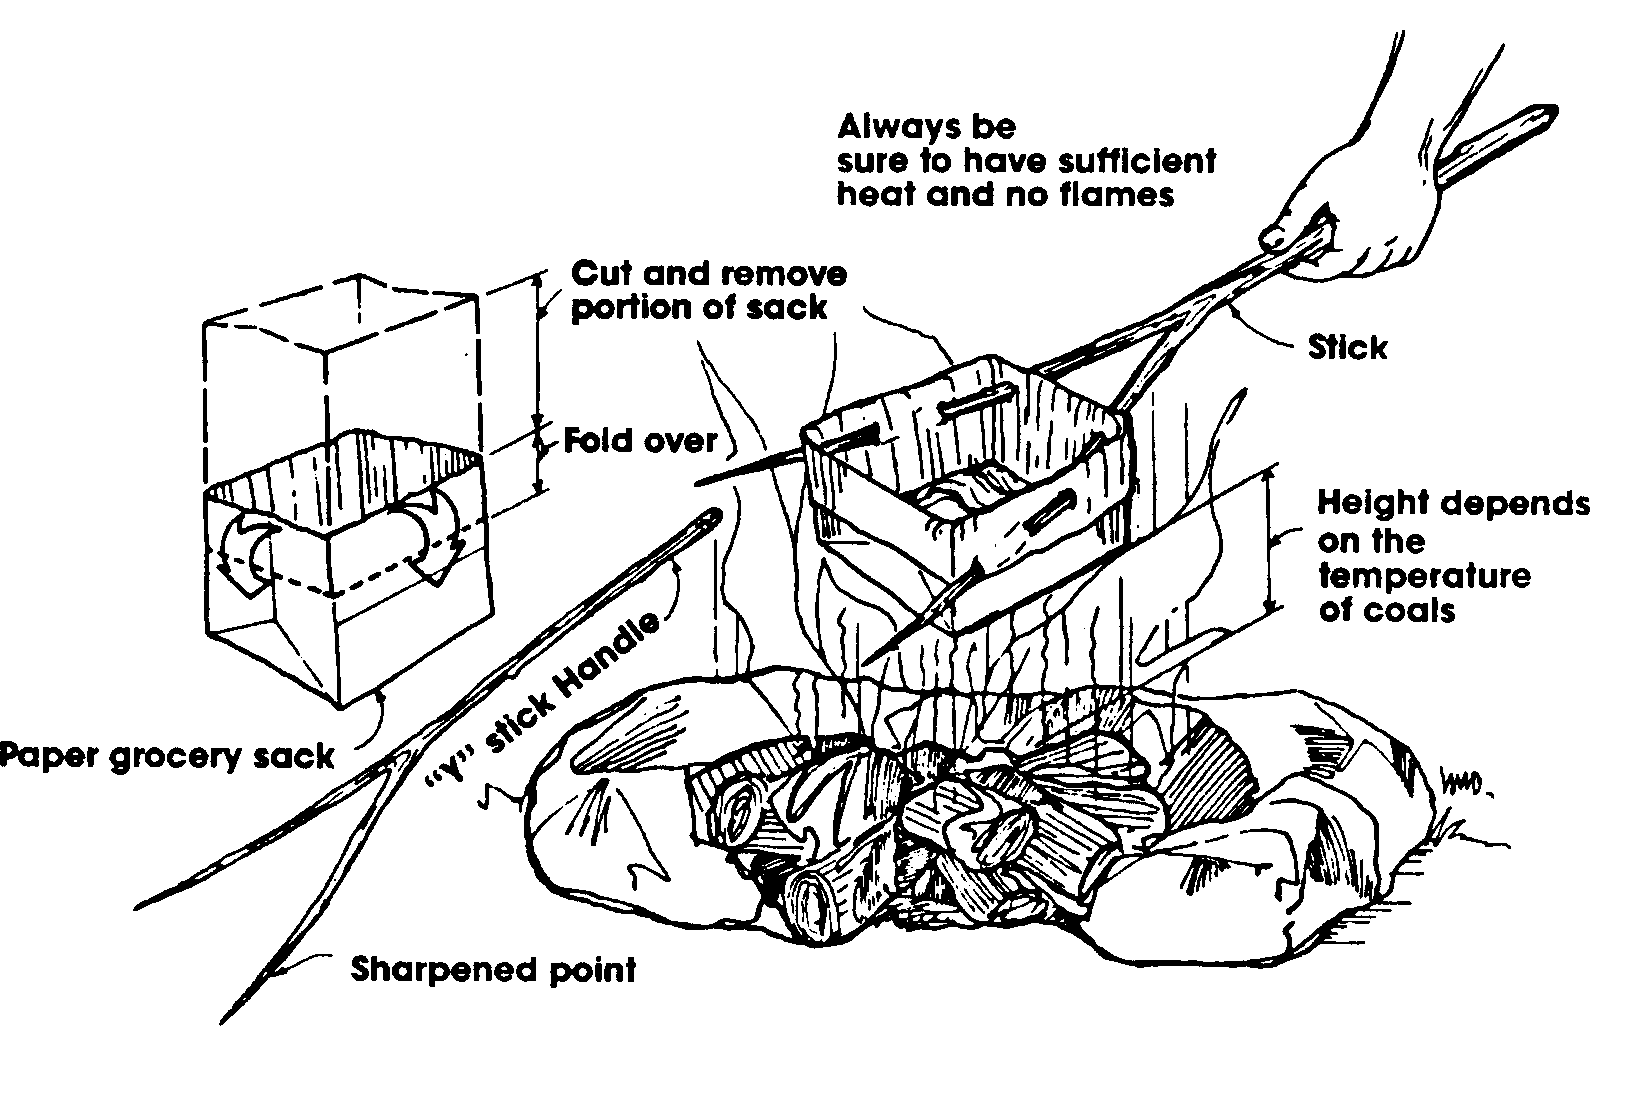 Always be
sure to have sufficient
heat and no flames
Cut and remove
portion of sack
Stick
Fold over
Height depends
on the
temperature
of coals
"Y" stick Handle
Paper grocery sack
Sharpened point